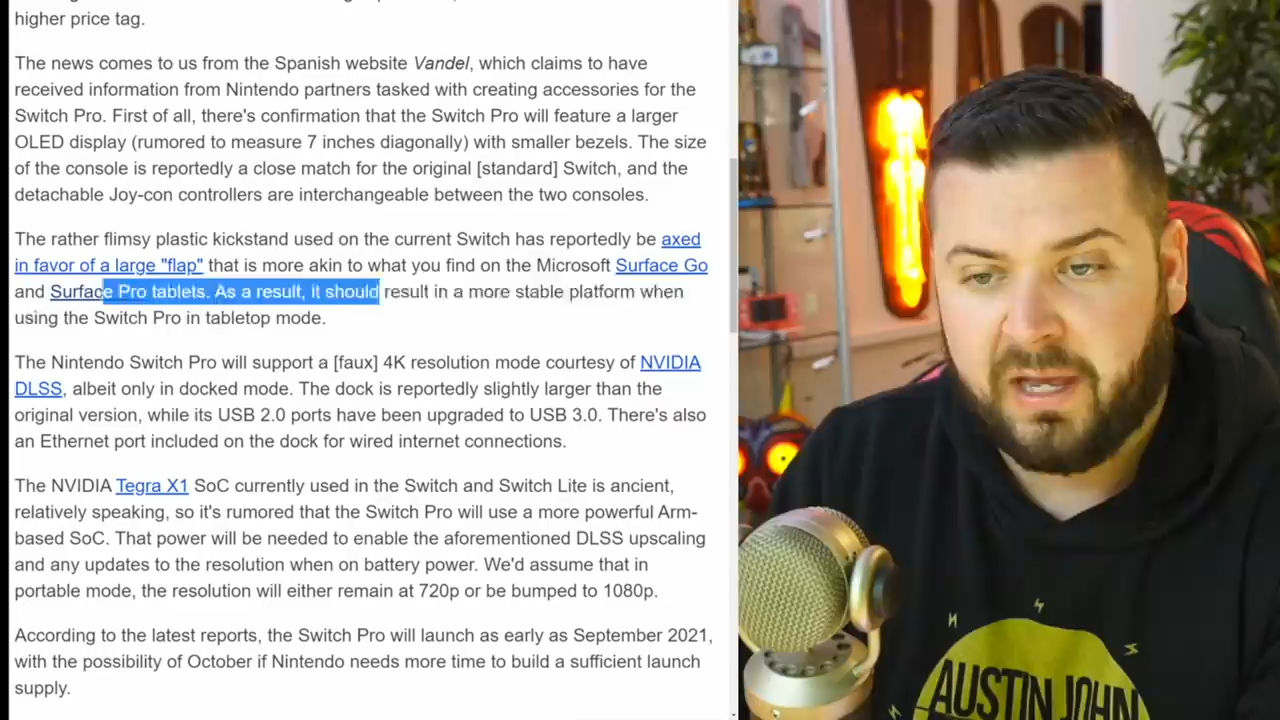 higher price tag.
The news comes to us from the Spanish website Vandel, which claims to have
received information from Nintendo partners tasked with creating accessories for the
Switch Pro. First of all, there's confirmation that the Switch Pro will feature a larger
OLED display (rumored to measure 7 inches diagonally) with smaller bezels. The size
of the console is reportedly a close match for the original [standard] Switch, and the
detachable Joy-con controllers are interchangeable between the two consoles.
The rather flimsy plastic kickstand used on the current Switch has reportedly be axed
in favor of a large "flap" that is more akin to what you find on the Microsoft Surface Go
and Surface Pro tablets. As a result, it should result in a more stable platform when
using the Switch Pro in tabletop mode.
The Nintendo Switch Pro will support a [faux] 4K resolution mode courtesy of NVIDIA
DLSS, albeit only in docked mode. The dock is reportedly slightly larger than the
original version, while its USB 2.0 ports have been upgraded to USB 3.0. There's also
an Ethernet port included on the dock for wired internet connections.
The NVIDIA Tegra X1 SoC currently used in the Switch and Switch Lite is ancient,
relatively speaking, so it's rumored that the Switch Pro will use a more powerful Arm-
based SoC. That power will be needed to enable the aforementioned DLSS upscaling
and any updates to the resolution when on battery power. We'd assume that in
portable mode, the resolution will either remain at 720p or be bumped to 1080p.
According to the latest reports, the Switch Pro will launch as early as September 2021,
with the possibility of October if Nintendo needs more time to build a sufficient launch
supply.
AUSTIN JOHN